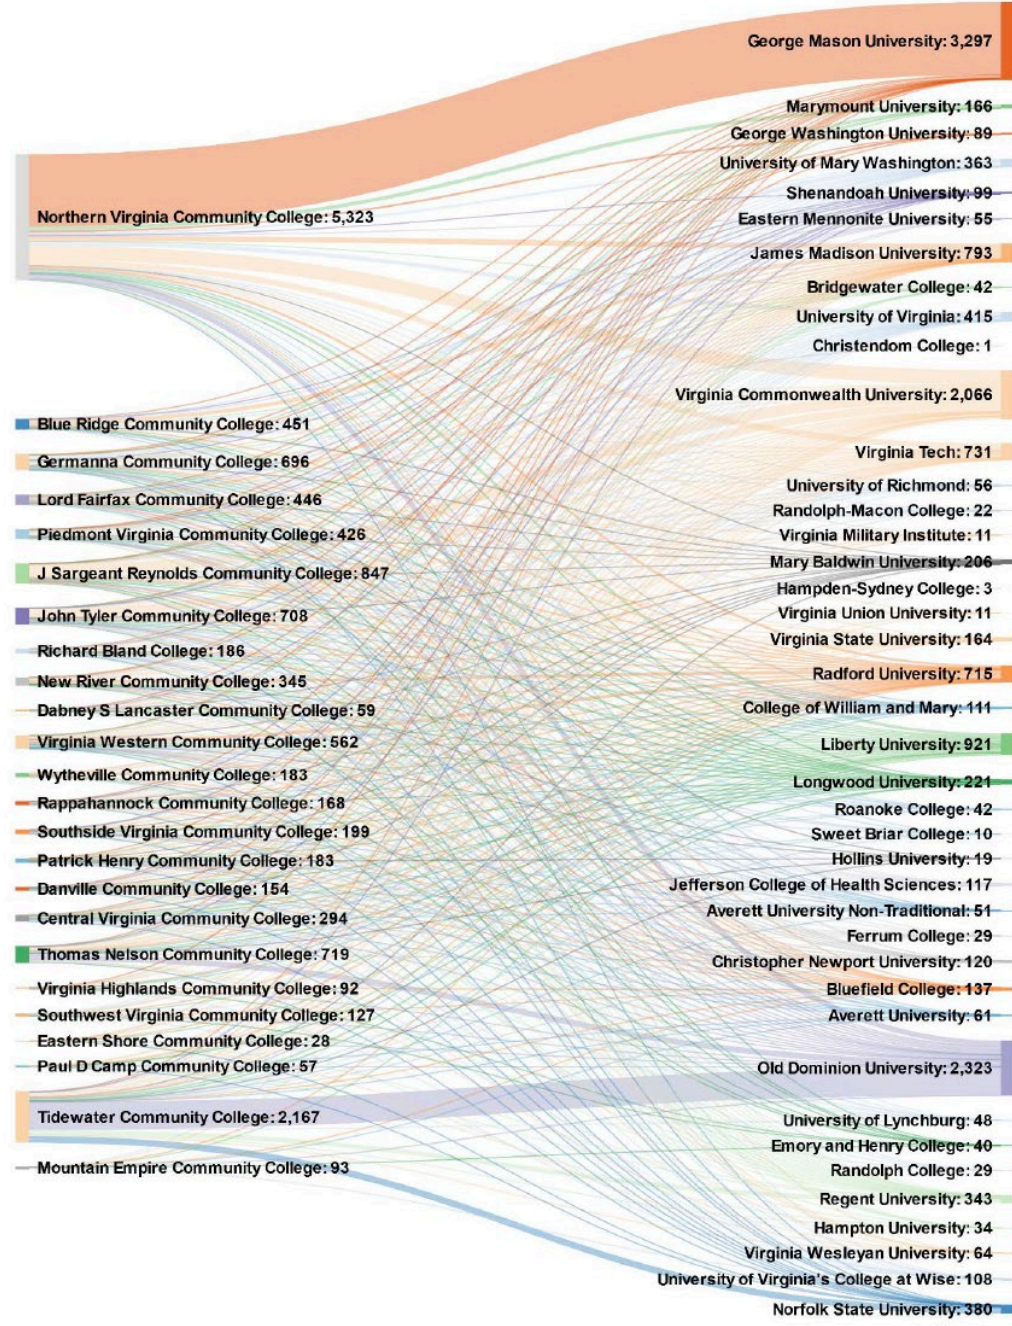 George Mason University: 3,297
Marymount University: 166
George Washington University: 89
University of Mary Washington: 363
Shenandoah University: 99
Northern Virginia Community College: 5,323
Eastern Mennonite University: 55
James Madison University: 793
Bridgewater College: 42
University of Virginia: 415
Christendom College: 1
Virginia Commonwealth University: 2,066
Blue Ridge Community College: 451
Virginia Tech: 731
Germanna Community College: 696
University of Richmond: 56
Lord Fairfax Community College: 446
Randolph-Macon College: 22
Piedmont Virginia Community College: 426
Virginia Military Institute: 11
Mary Baldwin University: 206
J Sargeant Reynolds Community College: 847
Hampden-Sydney College: 3
Virginia Union University: 11
John Tyler Community College: 708
Virginia State University: 164
Richard Bland College: 186
Radford University: 715
New River Community College: 345
College of William and Mary: 111
Dabney S Lancaster Community College: 59
Virginia Western Community College: 562
Liberty University: 921
Wytheville Community College: 183
Longwood University: 221
Rappahannock Community College: 168
Roanoke College: 42
Southside Virginia Community College: 199
Sweet Briar College: 10
Patrick Henry Community College: 183
Hollins University: 19
Danville Community College: 154
Jefferson College of Health Sciences: 117
Averett University Non-Traditional: 51
Central Virginia Community College: 294
Ferrum College: 29
Thomas Nelson Community College: 719
Christopher Newport University: 120
Virginia Highlands Community College: 92
Bluefield College: 137
Southwest Virginia Community College: 127
Averett University: 61
Eastern Shore Community College: 28
Paul D Camp Community College: 57
Old Dominion University: 2,323
Tidewater Community College: 2,167
University of Lynchburg: 48
Emory and Henry College: 40
Mountain Empire Community College: 93
Randolph College: 29
Regent University: 343
Hampton University: 34
Virginia Wesleyan University: 64
University of Virginia's College at Wise: 108
Norfolk State University: 380